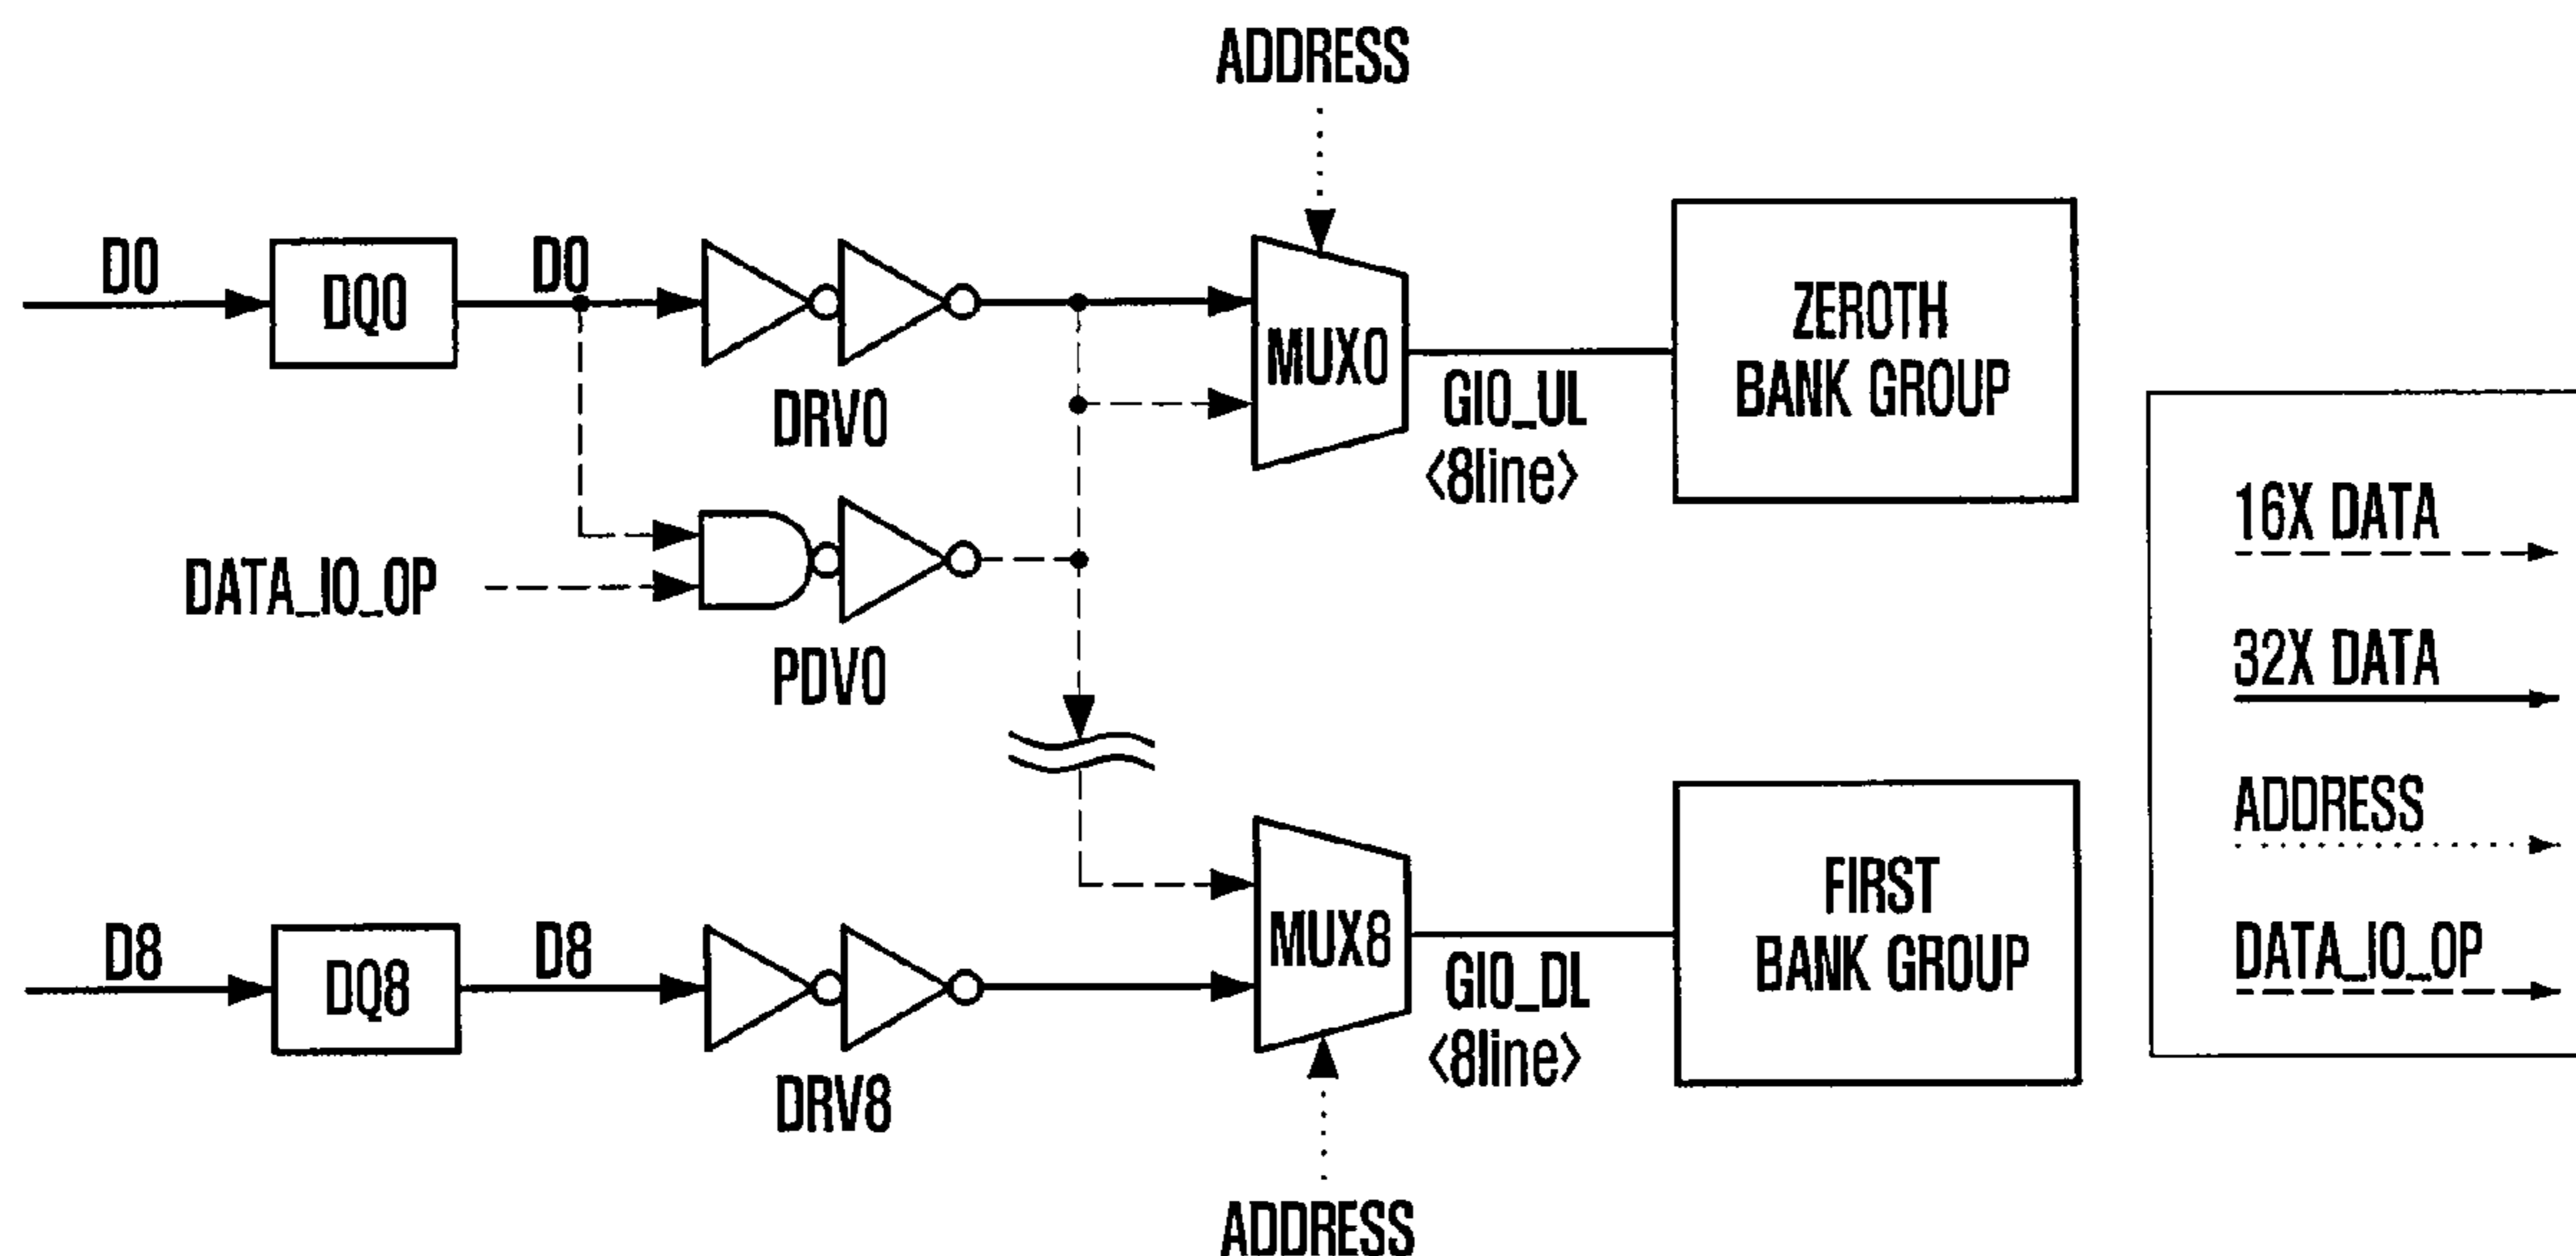 ADDRESS
D0
DQ0
D0
DRV0
MUX0
GIO_UL
<8line>
ZEROTH
BANK GROUP
DATA_IO_OP
PDV0
D8
DQ8
D8
DRV8
MUX8
GIO_DL
<8line>
FIRST
BANK GROUP
ADDRESS
16X DATA
32X DATA
ADDRESS
DATA_IO_OP